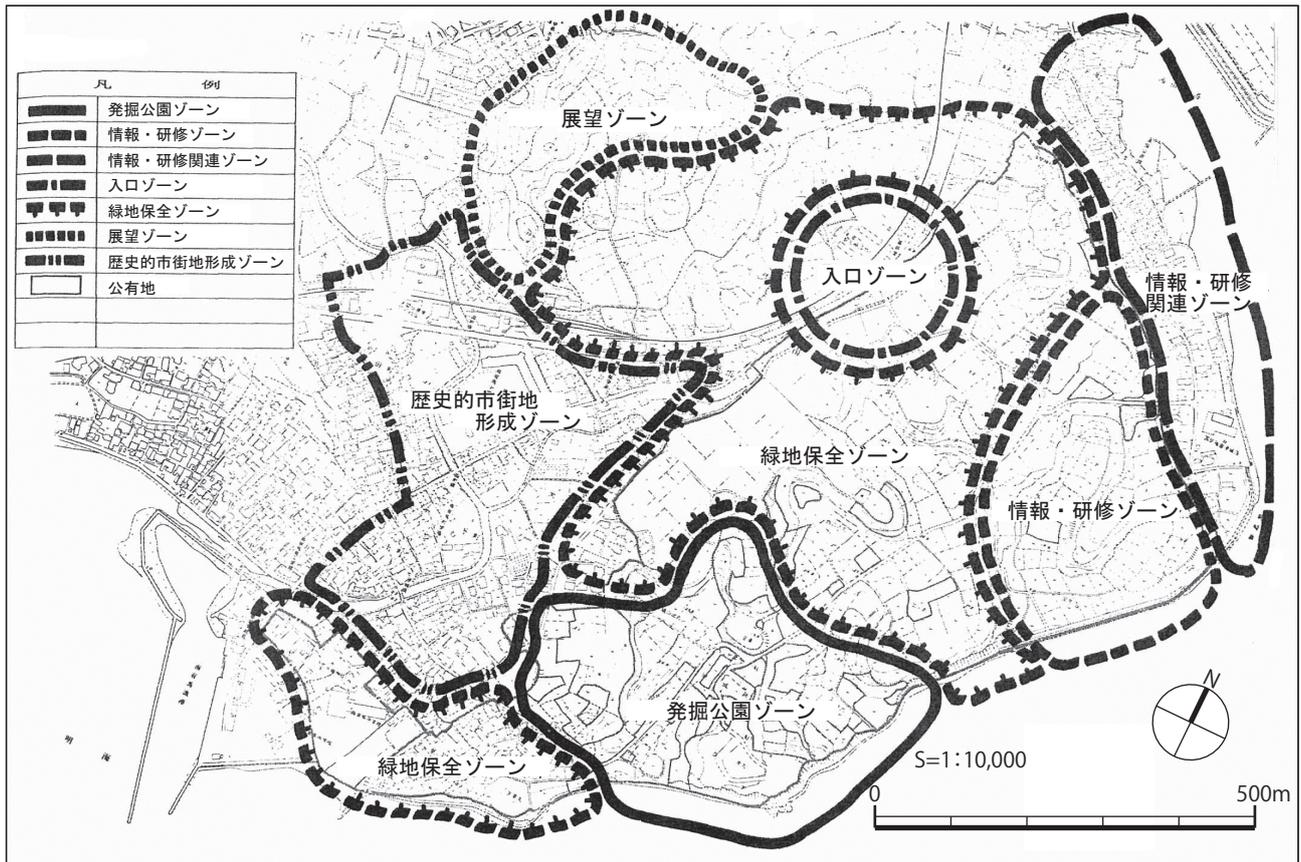 凡 例
発掘公園ゾーン
情報・研修ゾーン
情報・研修関連ゾーン
入口ゾーン
緑地保全ゾーン
展望ゾーン
歴史的市街地形成ゾーン
公有地
展望ゾーン
入口ゾーン
情報・研修
関連ゾーン
歴史的市街地
形成ゾーン
緑地保全ゾーン
情報・研修ゾーン
発掘公園ゾーン
緑地保全ゾーン
N
S=1:10,000
0 500m